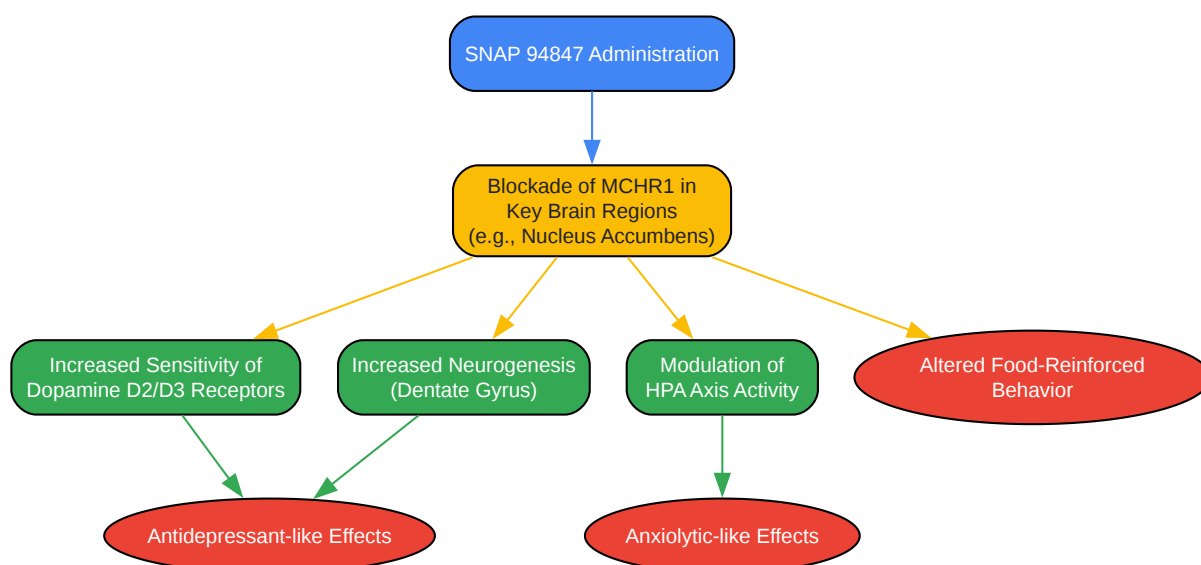 SNAP 94847 Administration
Blockade of MCHR1 in
Key Brain Regions
(e.g., Nucleus Accumbens)
Increased Sensitivity of
Dopamine D2/D3 Receptors
Increased Neurogenesis
(Dentate Gyrus)
Modulation of
HPA Axis Activity
Altered Food-Reinforced
Behavior
Antidepressant-like Effects
Anxiolytic-like Effects